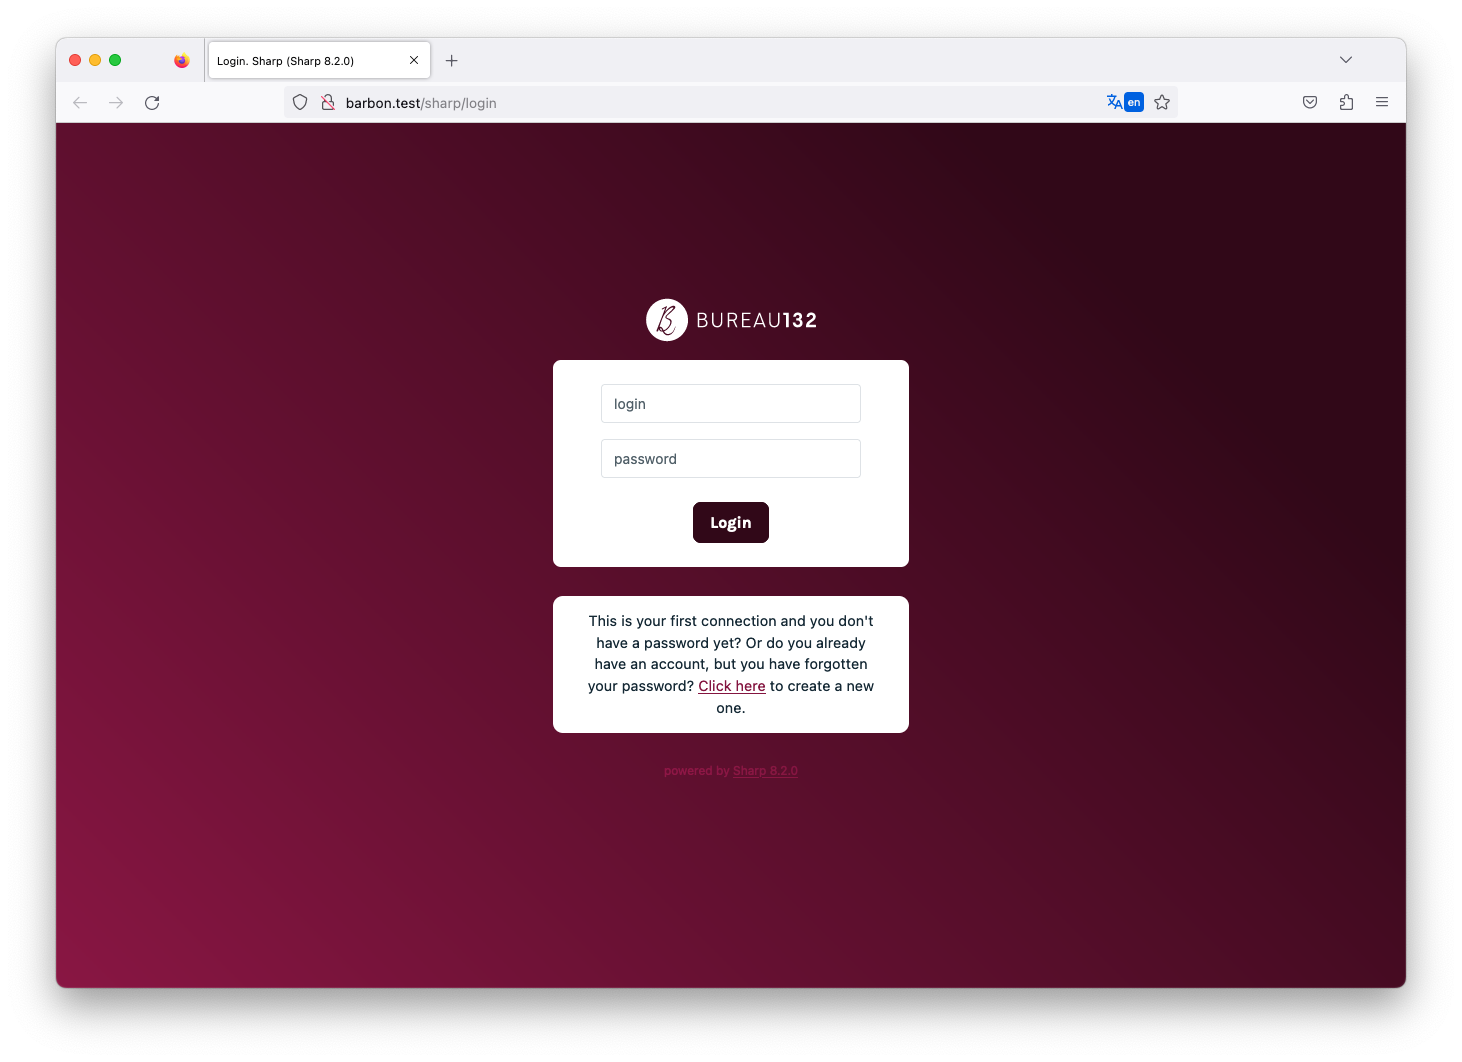 Login. Sharp (Sharp 8.2.0)
barbon.test/sharp/login
en
B BUREAU132
login
password
Login
This is your first connection and you don't
have a password yet? Or do you already
have an account, but you have forgotten
your password? Click here to create a new
one.
powered by Sharp 8.2.0